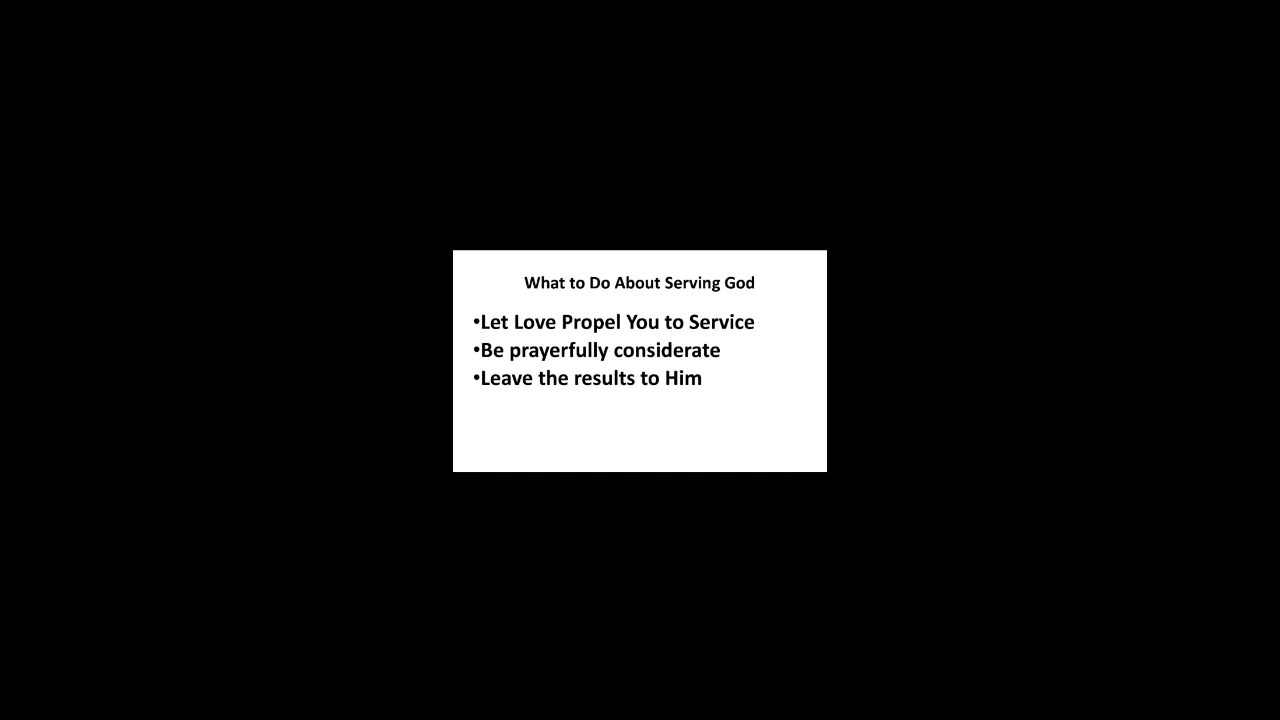 What to Do About Serving God
•Let Love Propel You to Service
•Be prayerfully considerate
•Leave the results to Him